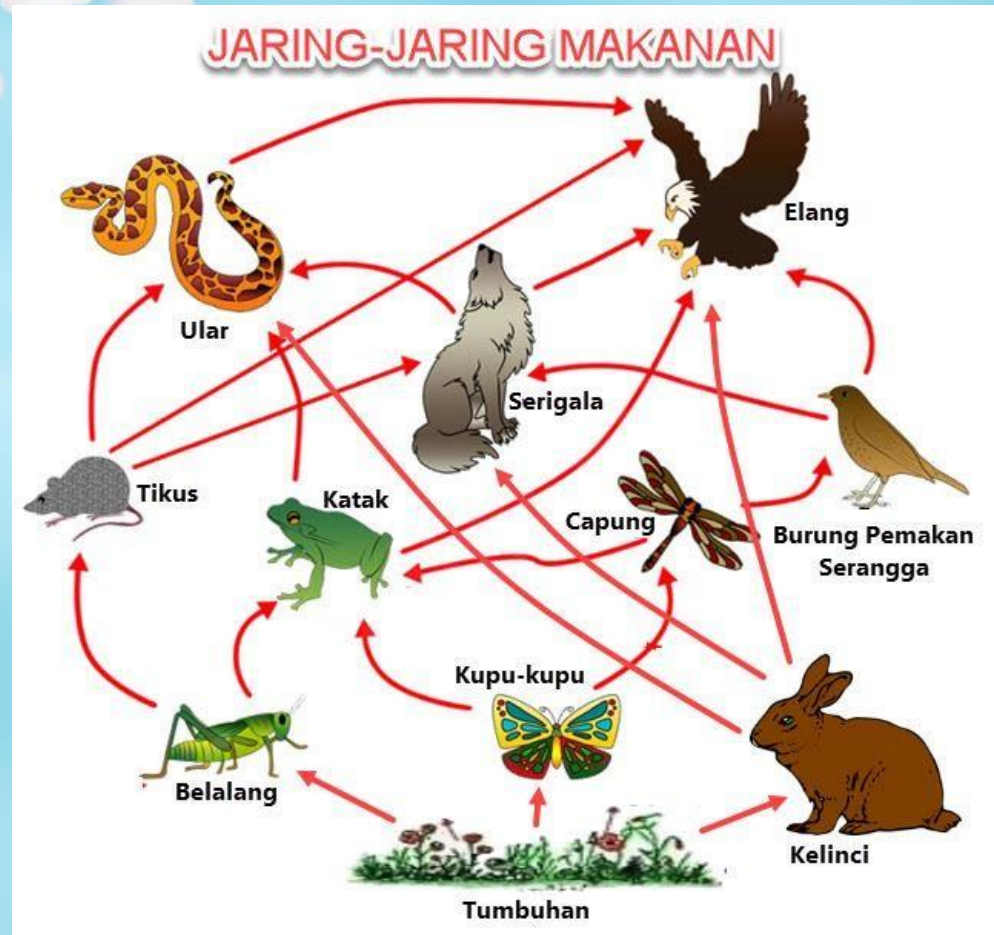 JARING-JARING MAKANAN
Elang
Ular
Serigala
Tikus
Katak
Capung
Burung Pemakan
Serangga
Kupu-kupu
Belalang
Kelinci
Tumbuhan